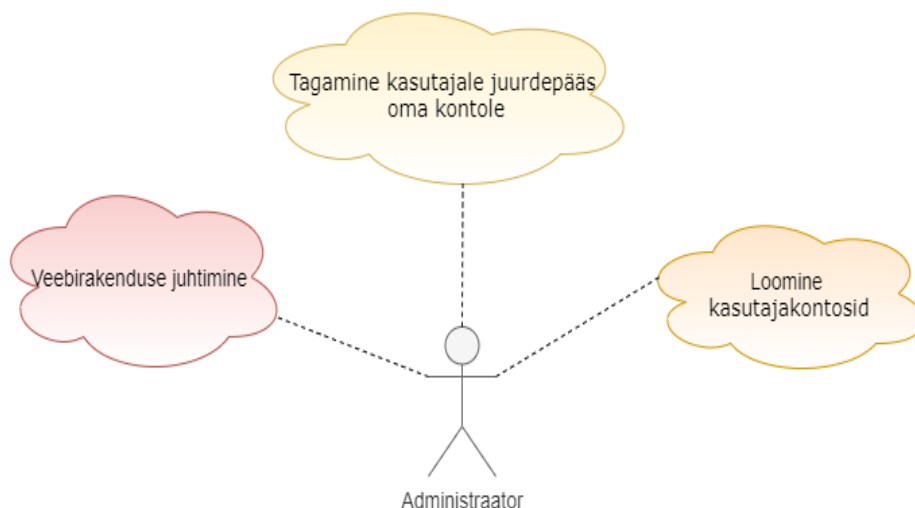 Tagamine kasutajale juurdepääs
oma kontole
Veebirakenduse juhtimine
Loomine
kasutajakontosid
Administraator